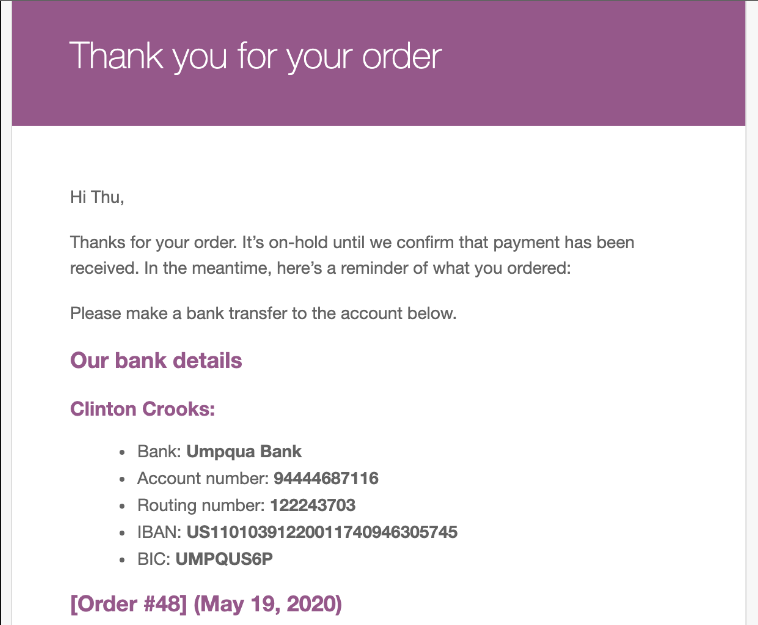 Thank you for your order
Hi Thu,
Thanks for your order. It’s on-hold until we confirm that payment has been
received. In the meantime, here’s a reminder of what you ordered:
Please make a bank transfer to the account below.
Our bank details
Clinton Crooks:
• Bank: Umpqua Bank
• Account number: 94444687116
• Routing number: 122243703
• IBAN: US11010391220011740946305745
• BIC: UMPQUS6P
[Order #48] (May 19, 2020)